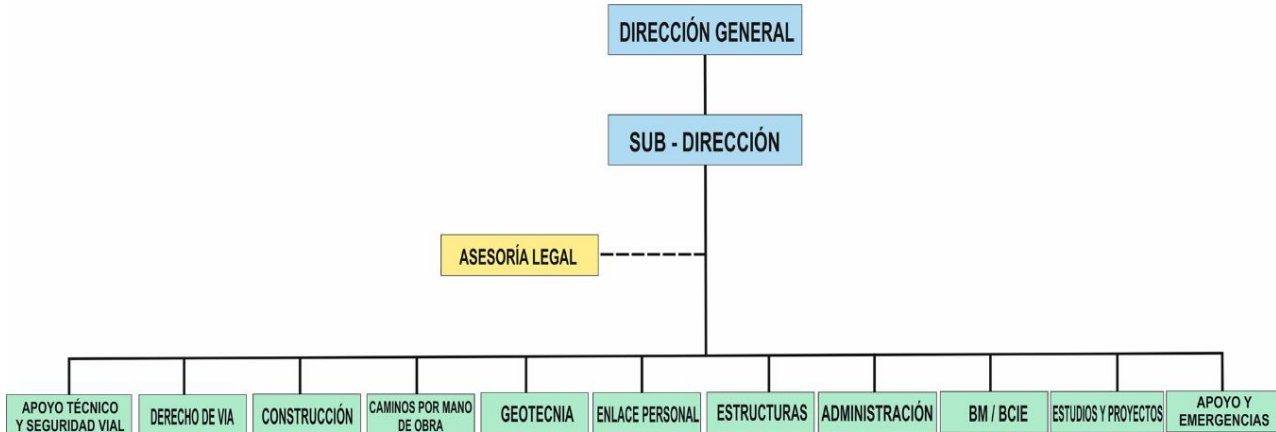 DIRECCIÓN GENERAL
SUB - DIRECCIÓN
ASESORÍA LEGAL
APOYO TÉCNICO
Y SEGURIDAD VIAL
DERECHO DE VIA
CONSTRUCCIÓN
CAMINOS POR MANO
DE OBRA
GEOTECNIA
ENLACE PERSONAL
ESTRUCTURAS
ADMINISTRACIÓN
BM / BCIE
ESTUDIOS Y PROYECTOS
APOYO Y
EMERGENCIAS